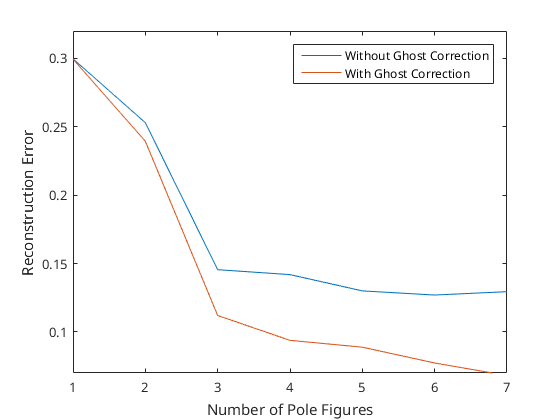 0.3
0.25
0.2
0.15
0.1
Reconstruction Error
Without Ghost Correction
With Ghost Correction
1 2 3 4 5 6 7
Number of Pole Figures